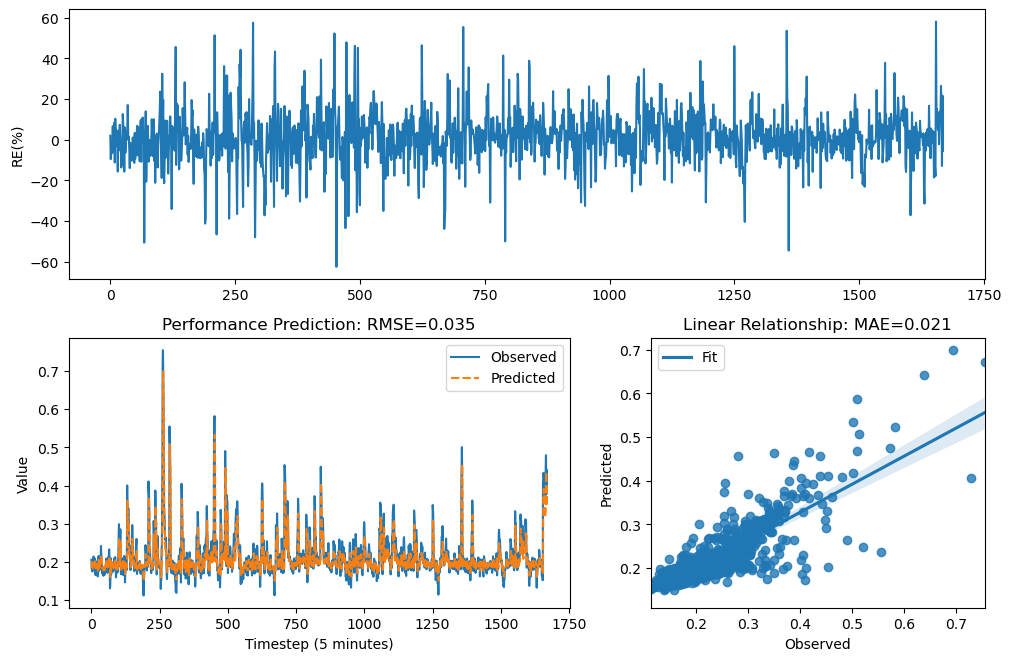 60
40
20
0
−20
−40
−60
RE(%)
0 250 500 750 1000 1250 1500 1750
Performance Prediction: RMSE=0.035
Observed
Predicted
0.7
0.6
0.5
0.4
0.3
0.2
0.1
Value
0 250 500 750 1000 1250 1500 1750
Timestep (5 minutes)
Linear Relationship: MAE=0.021
Fit
0.7
0.6
0.5
0.4
0.3
0.2
Predicted
0.2 0.3 0.4 0.5 0.6 0.7
Observed